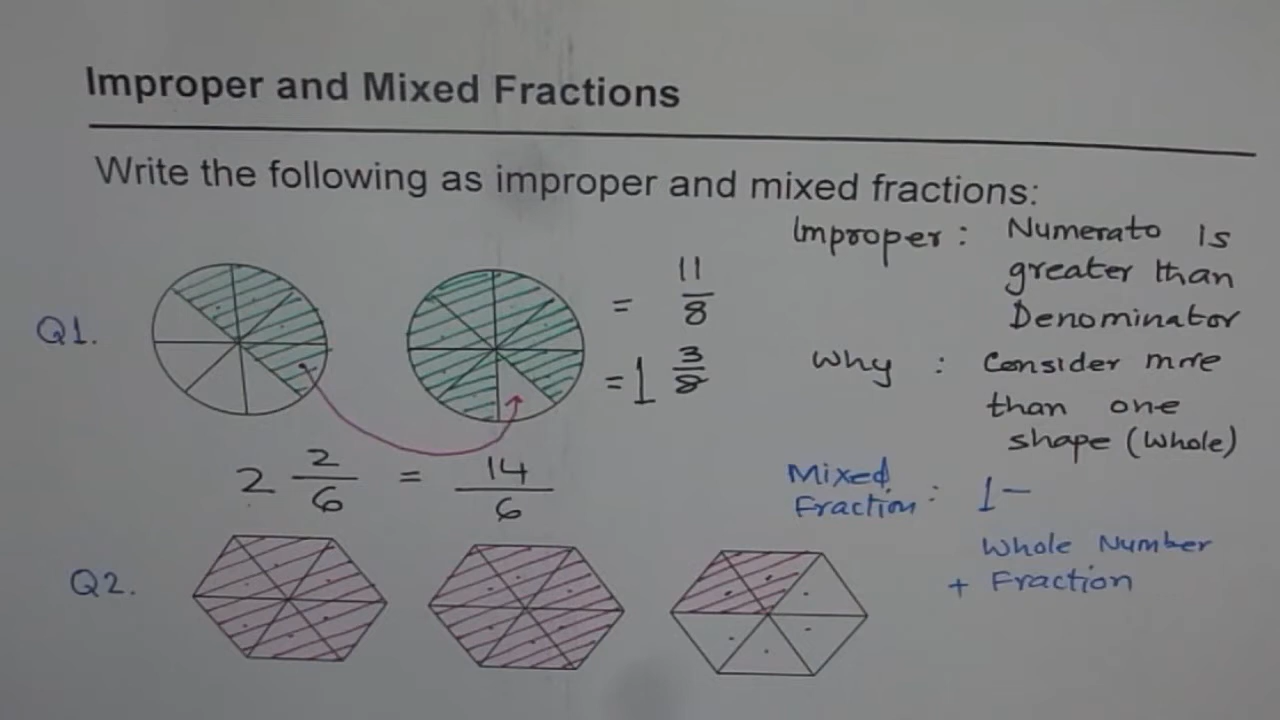 Improper and Mixed Fractions
Write the following as improper and mixed fractions:
Improper : Numerato is
greater than
Denominator
Q1.
= 11/8
= 1 3/8
Why : Consider more
than one
shape (Whole)
2 2/6 = 14/6
Mixed
Fraction : 1—
Whole Number
+ Fraction
Q2.